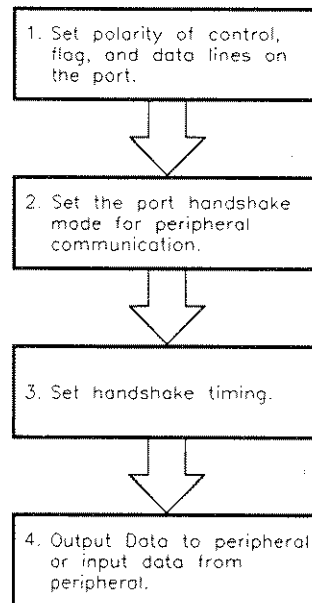 1. Set polarity of control,
flag, and data lines on
the port.
2. Set the port handshake
mode for peripheral
communication.
3. Set handshake timing.
4. Output Data to peripheral
or input data from
peripheral.